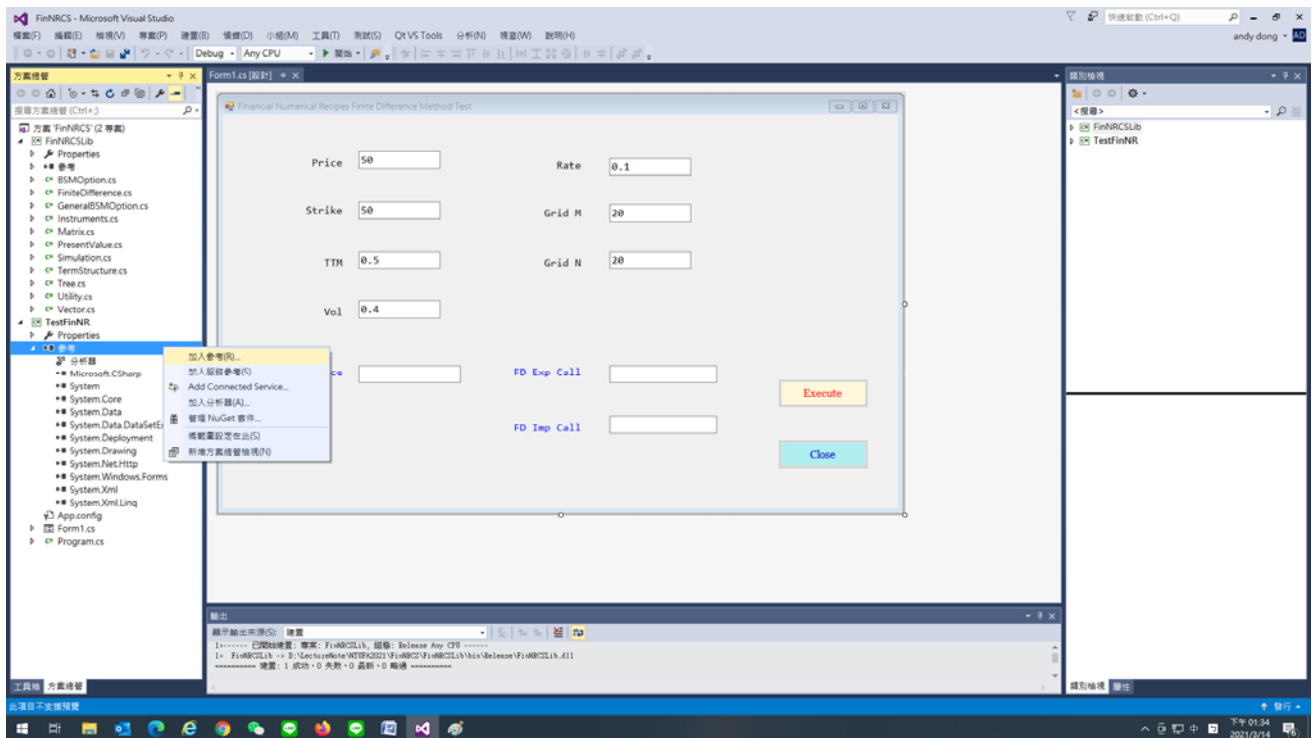 FinNRCS - Microsoft Visual Studio
快速啟動 (Ctrl+Q)
檔案(F) 編輯(E) 檢視(V) 專案(P) 建置(B) 偵錯(D) 小組(M) 工具(T) 測試(S) Qt VS Tools 分析(N) 視窗(W) 說明(H)
andy dong AD
Debug Any CPU 開始
方案總管
Form1.cs [設計]
類別檢視
搜尋方案總管 (Ctrl+;)
<搜尋>
方案 'FinNRCS' (2 專案)
FinNRCSLib
Properties
參考
BSMOption.cs
FiniteDifference.cs
GeneralBSMOption.cs
Instruments.cs
Matrix.cs
PresentValue.cs
Simulation.cs
TermStructure.cs
Tree.cs
Utility.cs
Vector.cs
TestFinNR
Properties
參考
分析器
Microsoft.CSharp
System
System.Core
System.Data
System.Data.DataSetE
System.Deployment
System.Drawing
System.Net.Http
System.Windows.Forms
System.Xml
System.Xml.Linq
App.config
Form1.cs
Program.cs
加入參考(R)...
加入服務參考(S)
Add Connected Service...
加入分析器(A)...
管理 NuGet 套件...
將範圍設定在此(S)
新增方案總管檢視(N)
Financial Numerical Recipes Finite Difference Method Test
Price 50
Rate 0.1
Strike 50
Grid M 20
TTM 0.5
Grid N 20
Vol 0.4
FD Exp Call
Execute
FD Imp Call
Close
FinNRCSLib
TestFinNR
輸出
顯示輸出來源(S): 建置
1>------ 已開始建置: 專案: FinNRCSLib, 組態: Release Any CPU ------
1> FinNRCSLib -> D:\LectureNote\NTUFA2021\FinNRCS\FinNRCSLib\bin\Release\FinNRCSLib.dll
========== 建置: 1 成功、0 失敗、0 最新、0 略過 ==========
工具箱 方案總管
類別檢視 屬性
此項目不支援預覽
發行
中
下午 01:34
2021/3/14